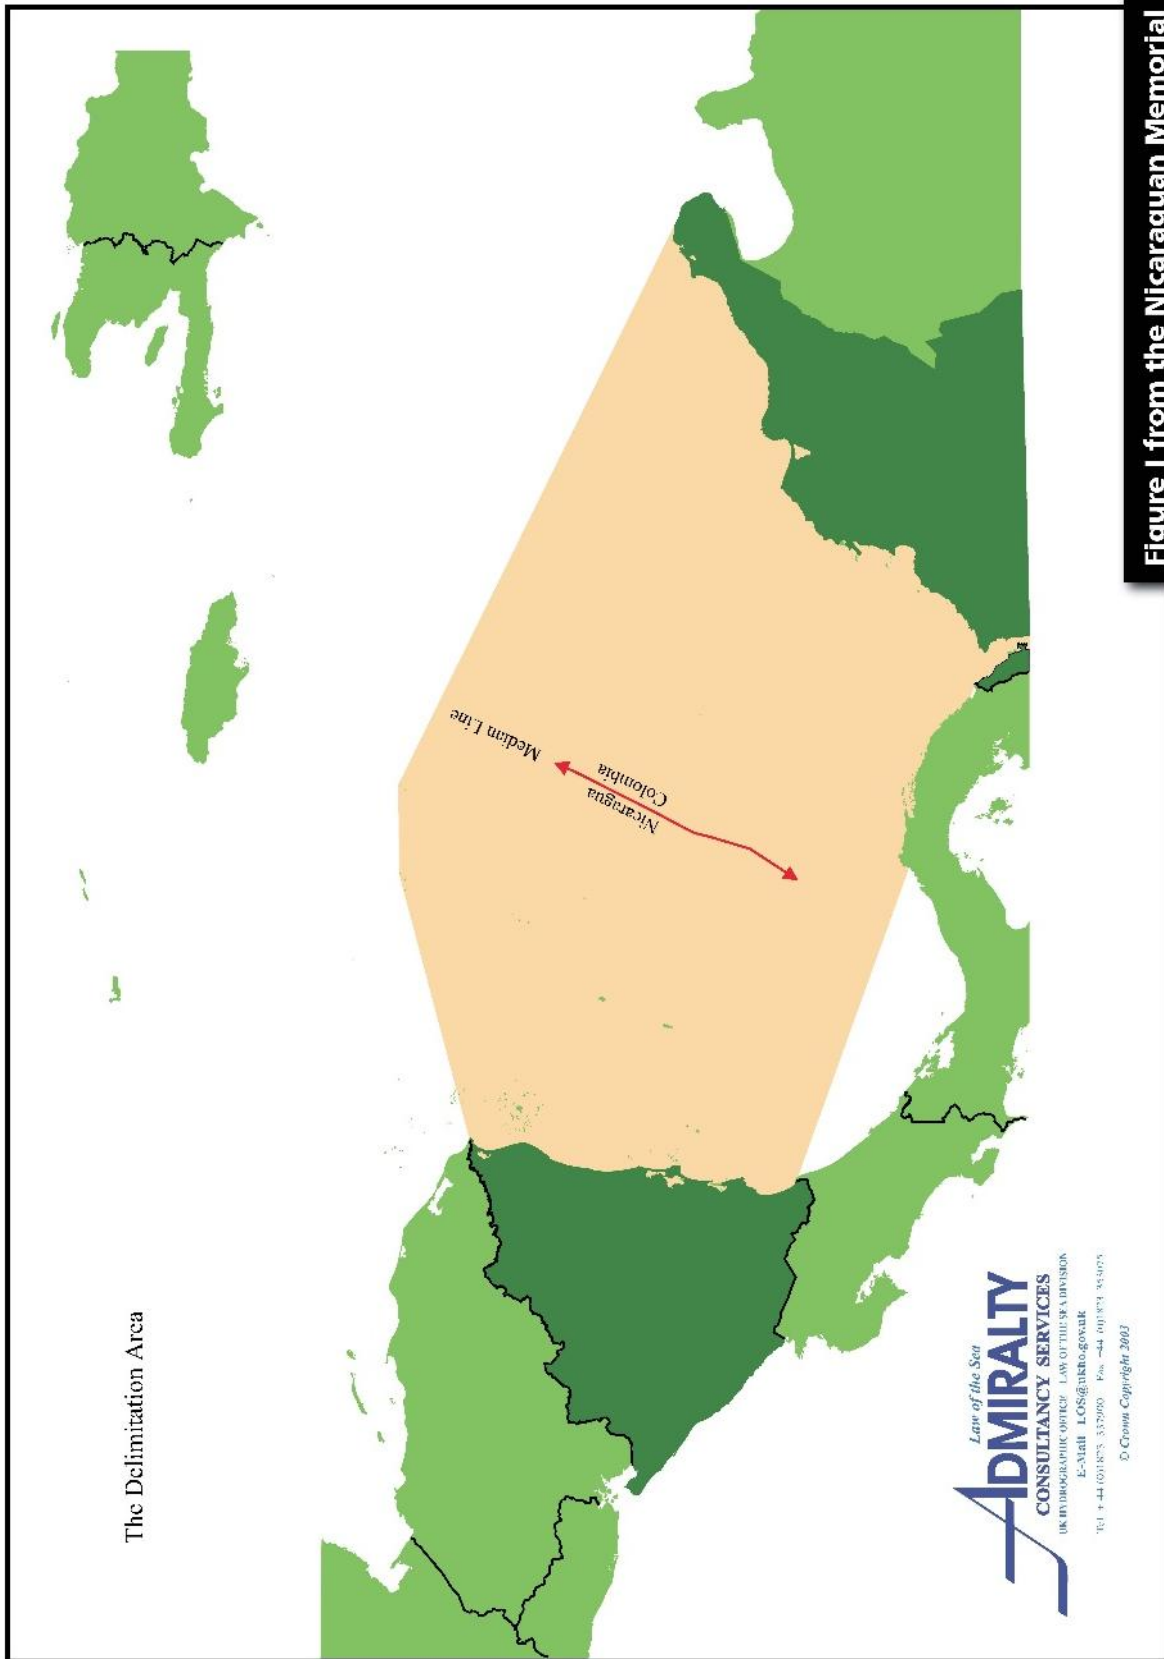 The Delimitation Area
Median Line
Nicaragua
Colombia
Law of the Sea
ADMIRALTY
CONSULTANCY SERVICES
UK HYDROGRAPHIC OFFICE LAW OF THE SEA DIVISION
E-Mail LOS@ukho.gov.uk
© Crown Copyright 2003
Figure I from the Nicaraguan Memorial